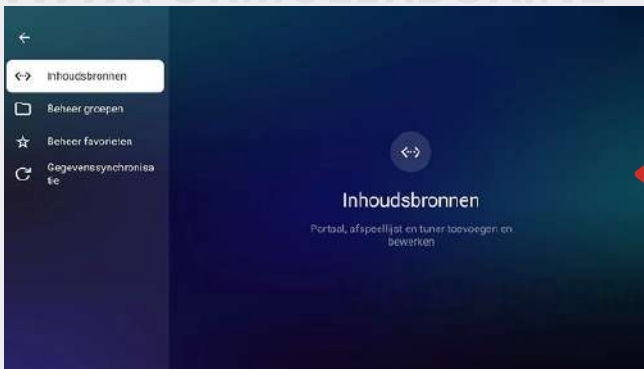 Inhoudsbronnen
Beheer groepen
Beheer favorieten
Gegevenssynchronisa
tie
Inhoudsbronnen
Portaal, afspeellijst en tuner toevoegen en
bewerken